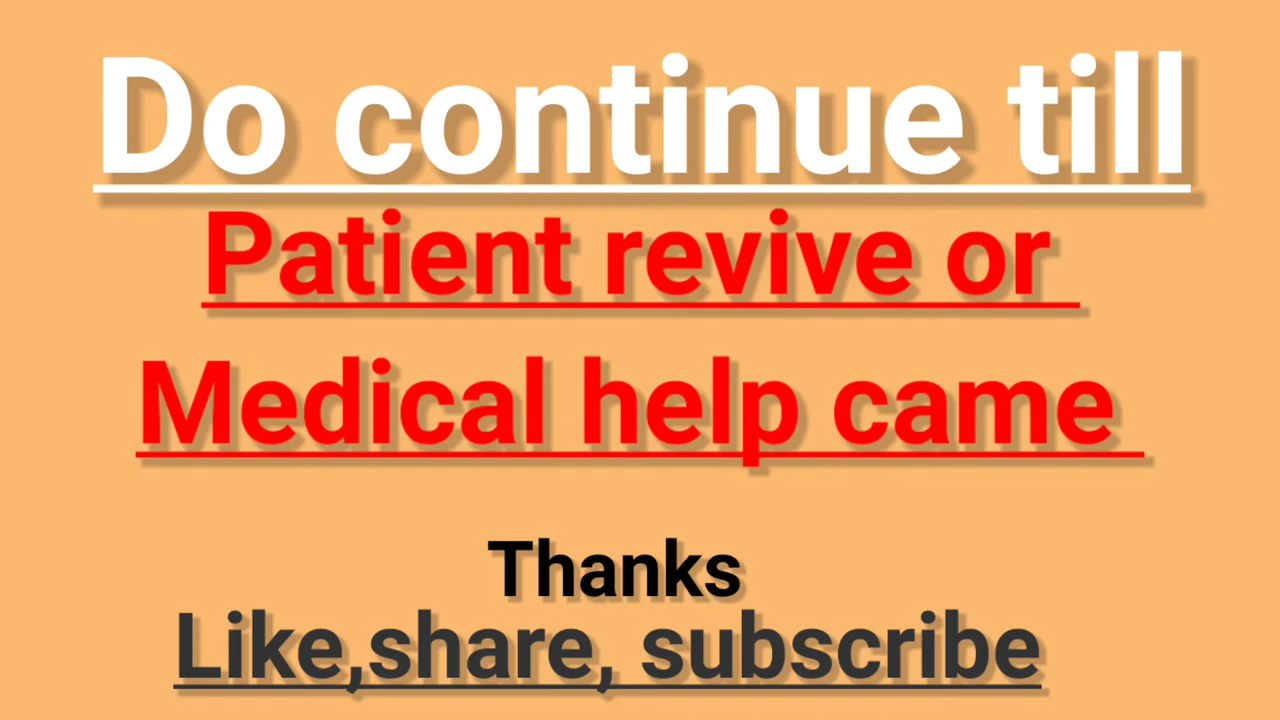 Do continue till
Patient revive or
Medical help came
Thanks
Like,share, subscribe